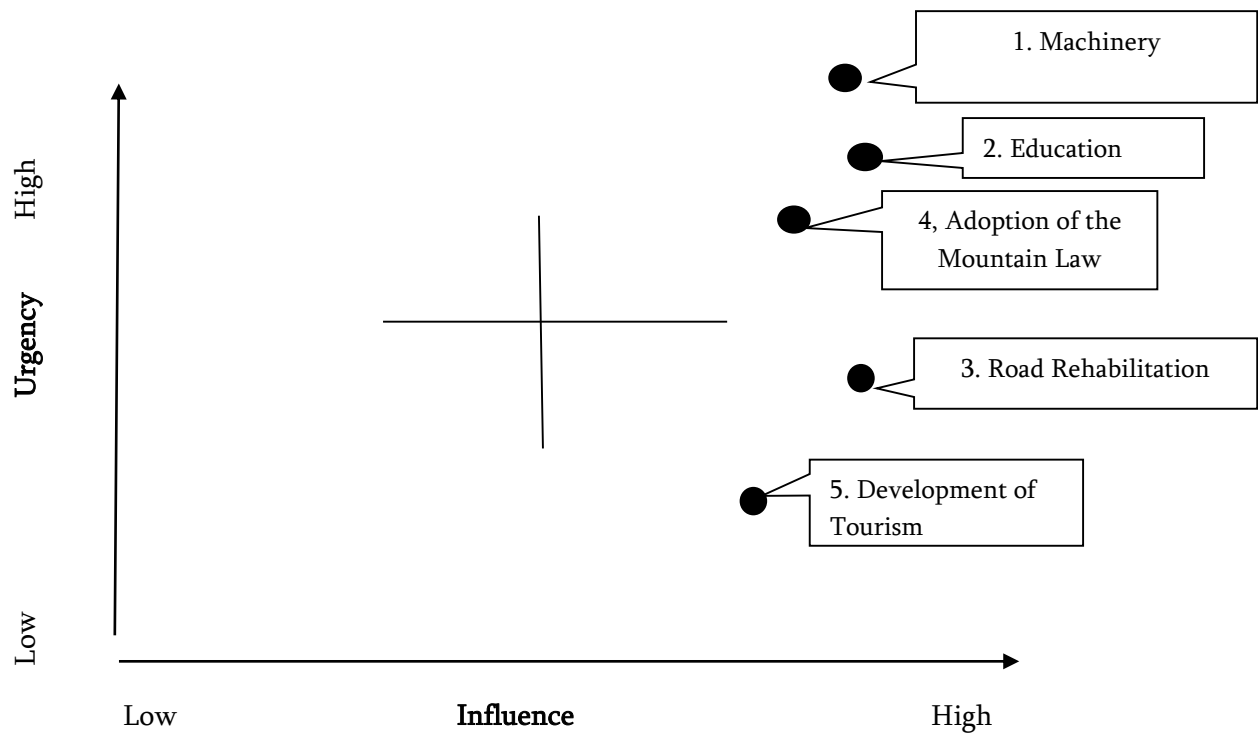 1. Machinery
2. Education
4, Adoption of the
Mountain Law
3. Road Rehabilitation
5. Development of
Tourism
High
Urgency
Low
Low
Influence
High